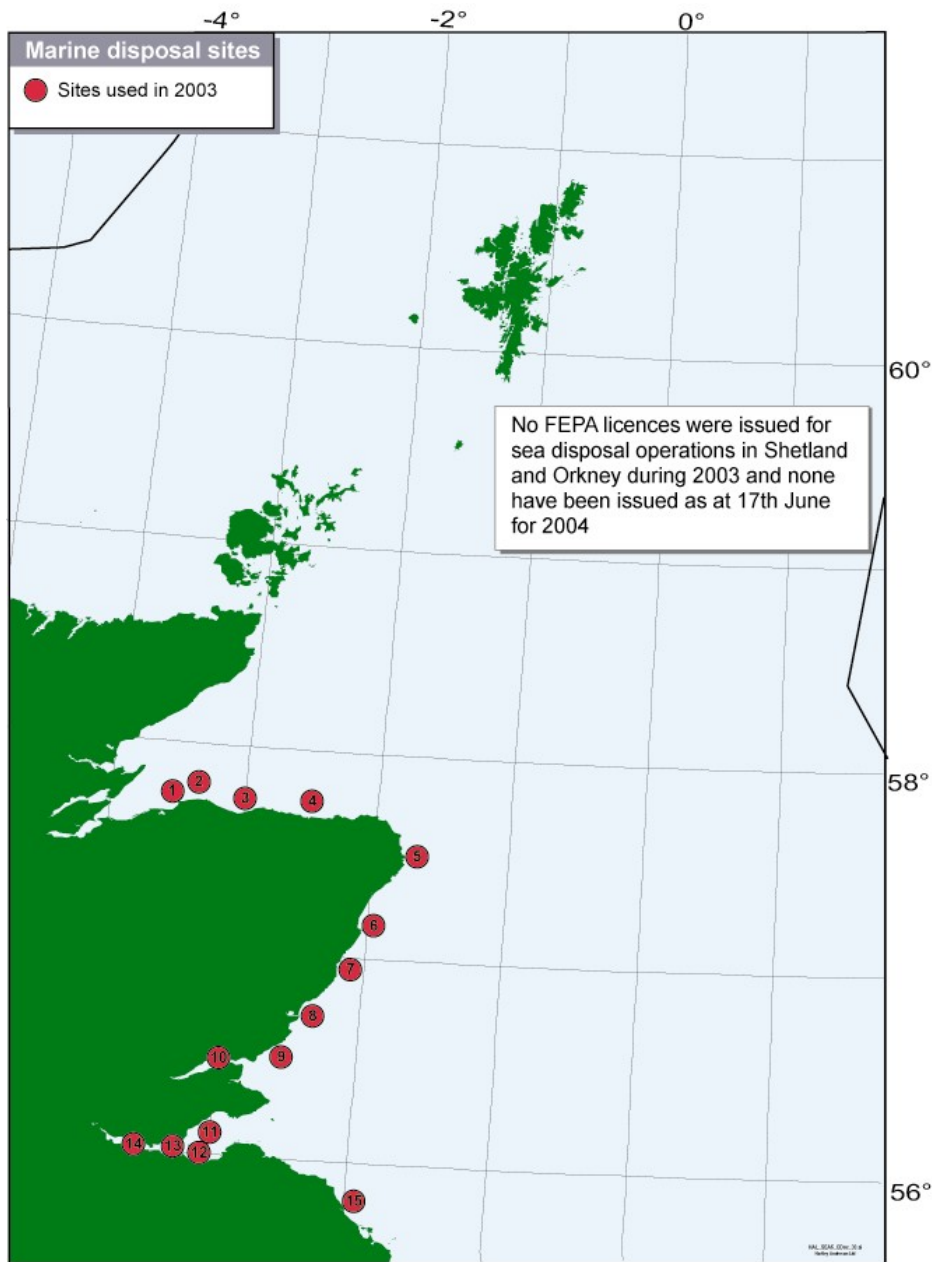 -4° -2° 0°
Marine disposal sites
Sites used in 2003
60°
No FEPA licences were issued for
sea disposal operations in Shetland
and Orkney during 2003 and none
have been issued as at 17th June
for 2004
58°
1
2
3
4
5
6
7
8
9
10
11
12
13
14
15
56°